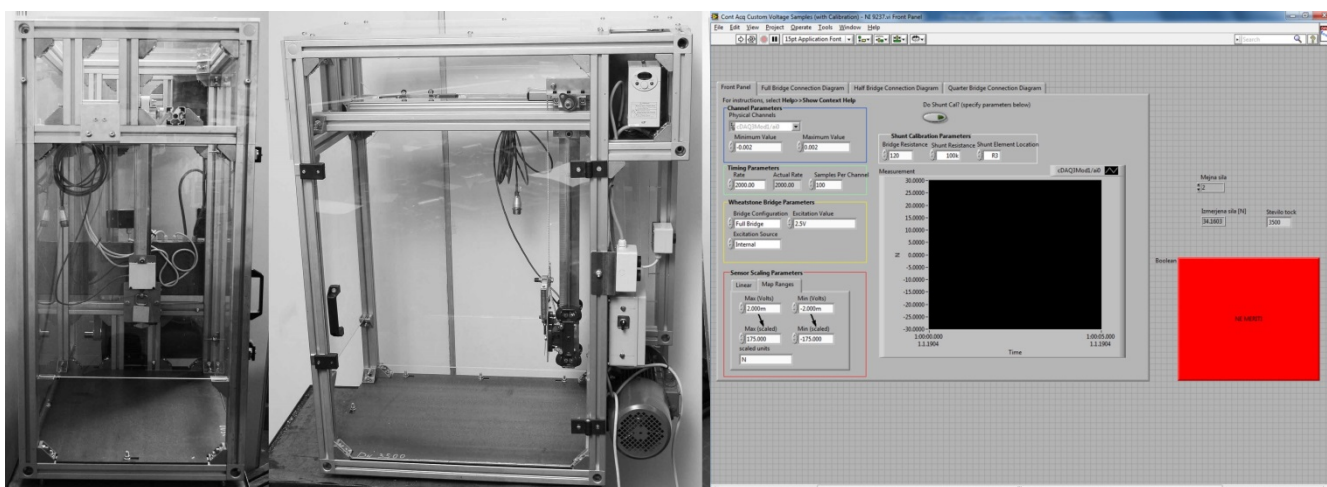 Cont Acq Custom Voltage Samples (with Calibration) - NI 9237.vi Front Panel
File Edit View Project Operate Tools Window Help
15pt Application Font
Search
Front Panel Full Bridge Connection Diagram Half Bridge Connection Diagram Quarter Bridge Connection Diagram
For instructions, select Help>>Show Context Help
Channel Parameters
Physical Channels
cDAQ3Mod1/ai0
Minimum Value Maximum Value
-0.002 0.002
Timing Parameters
Rate Actual Rate Samples Per Channel
2000.00 2000.00 100
Wheatstone Bridge Parameters
Bridge Configuration Excitation Value
Full Bridge 2.5V
Excitation Source
Internal
Sensor Scaling Parameters
Linear Map Ranges
Max (Volts) Min (Volts)
2.000m -2.000m
Max (scaled) Min (scaled)
175.000 -175.000
scaled units
N
Do Shunt Cal? (specify parameters below)
Shunt Calibration Parameters
Bridge Resistance Shunt Resistance Shunt Element Location
120 100k R3
Measurement
cDAQ3Mod1/ai0
30.0000
25.0000
20.0000
15.0000
10.0000
5.0000
0.0000
-5.0000
-10.0000
-15.0000
-20.0000
-25.0000
-30.0000
N
1:00:00.000 1:00:05.000
1.1.1904 1.1.1904
Time
Mejna sila
2
Izmerjena sila [N] Stevilo tock
34.1603 3500
Boolean